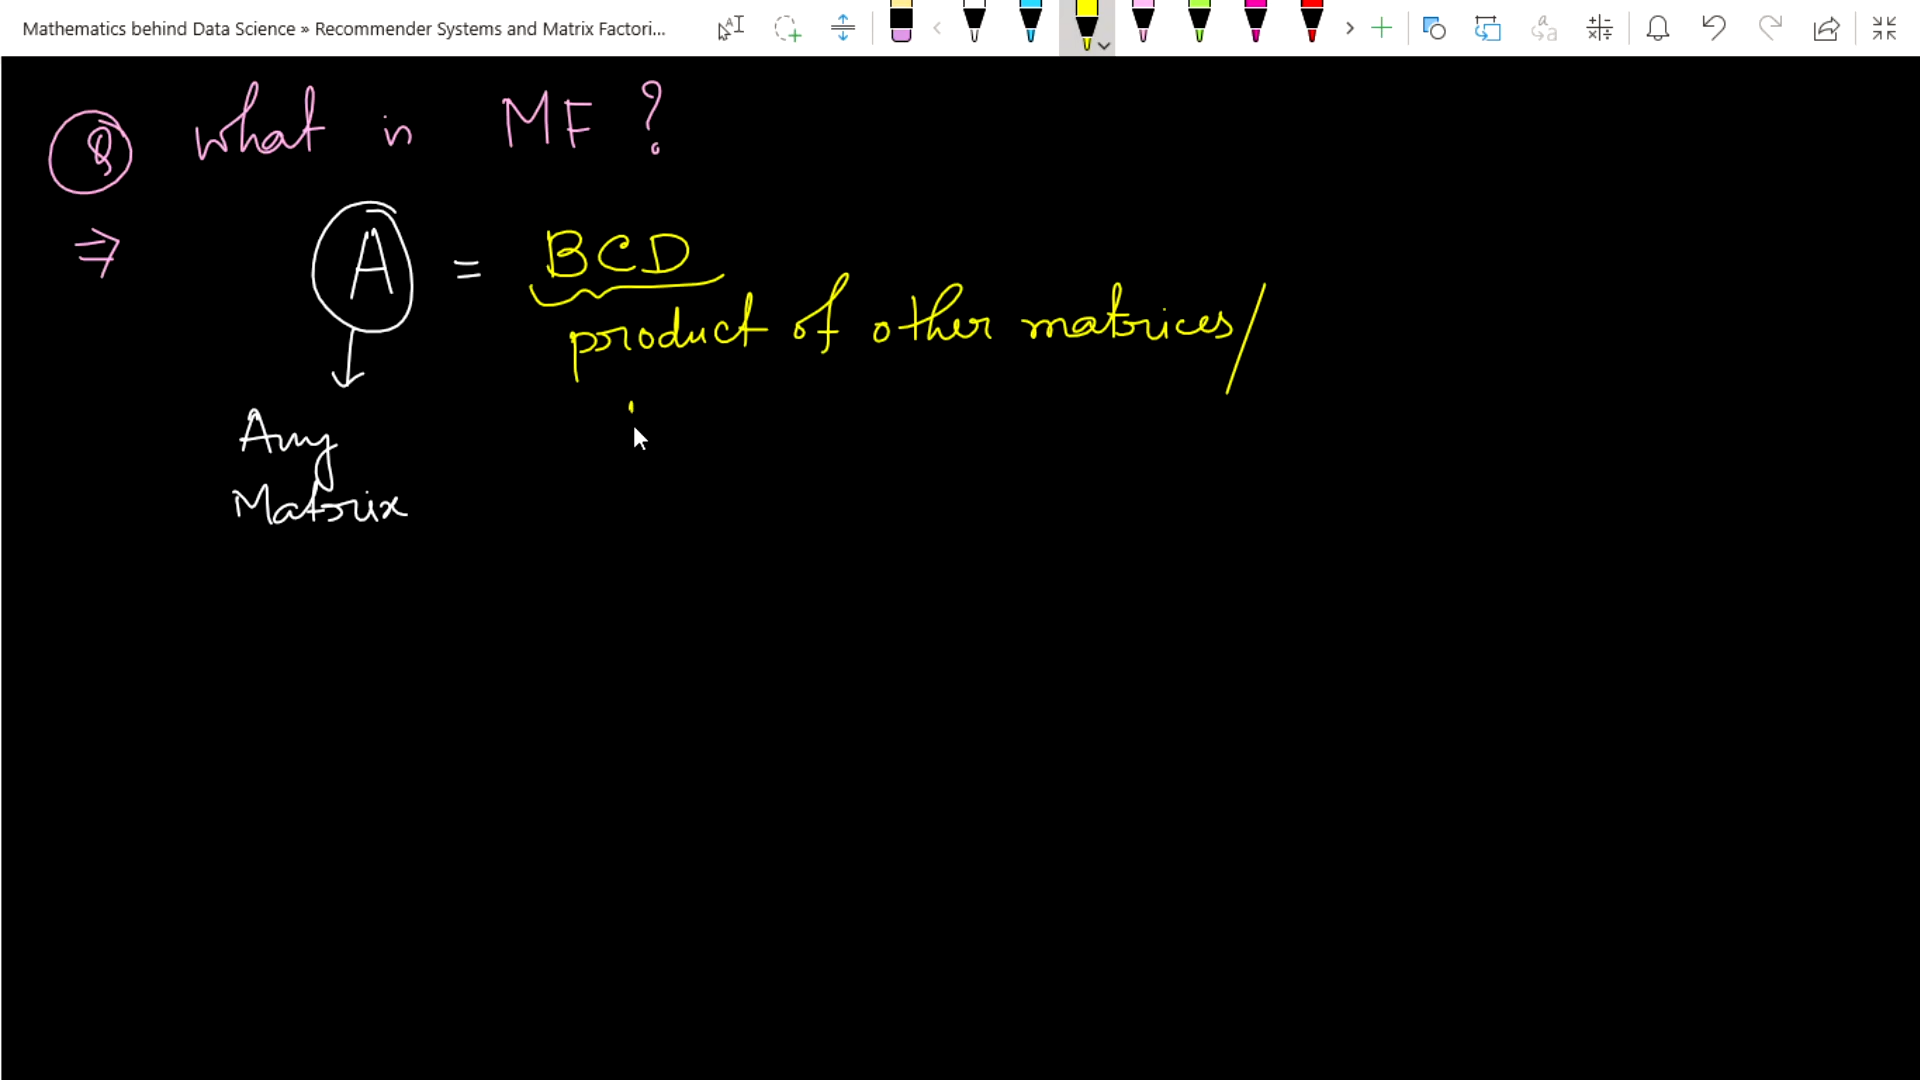 Mathematics behind Data Science » Recommender Systems and Matrix Factori...
Q What is MF ?
⇒ A = BCD
product of other matrices/
Any
Matrix